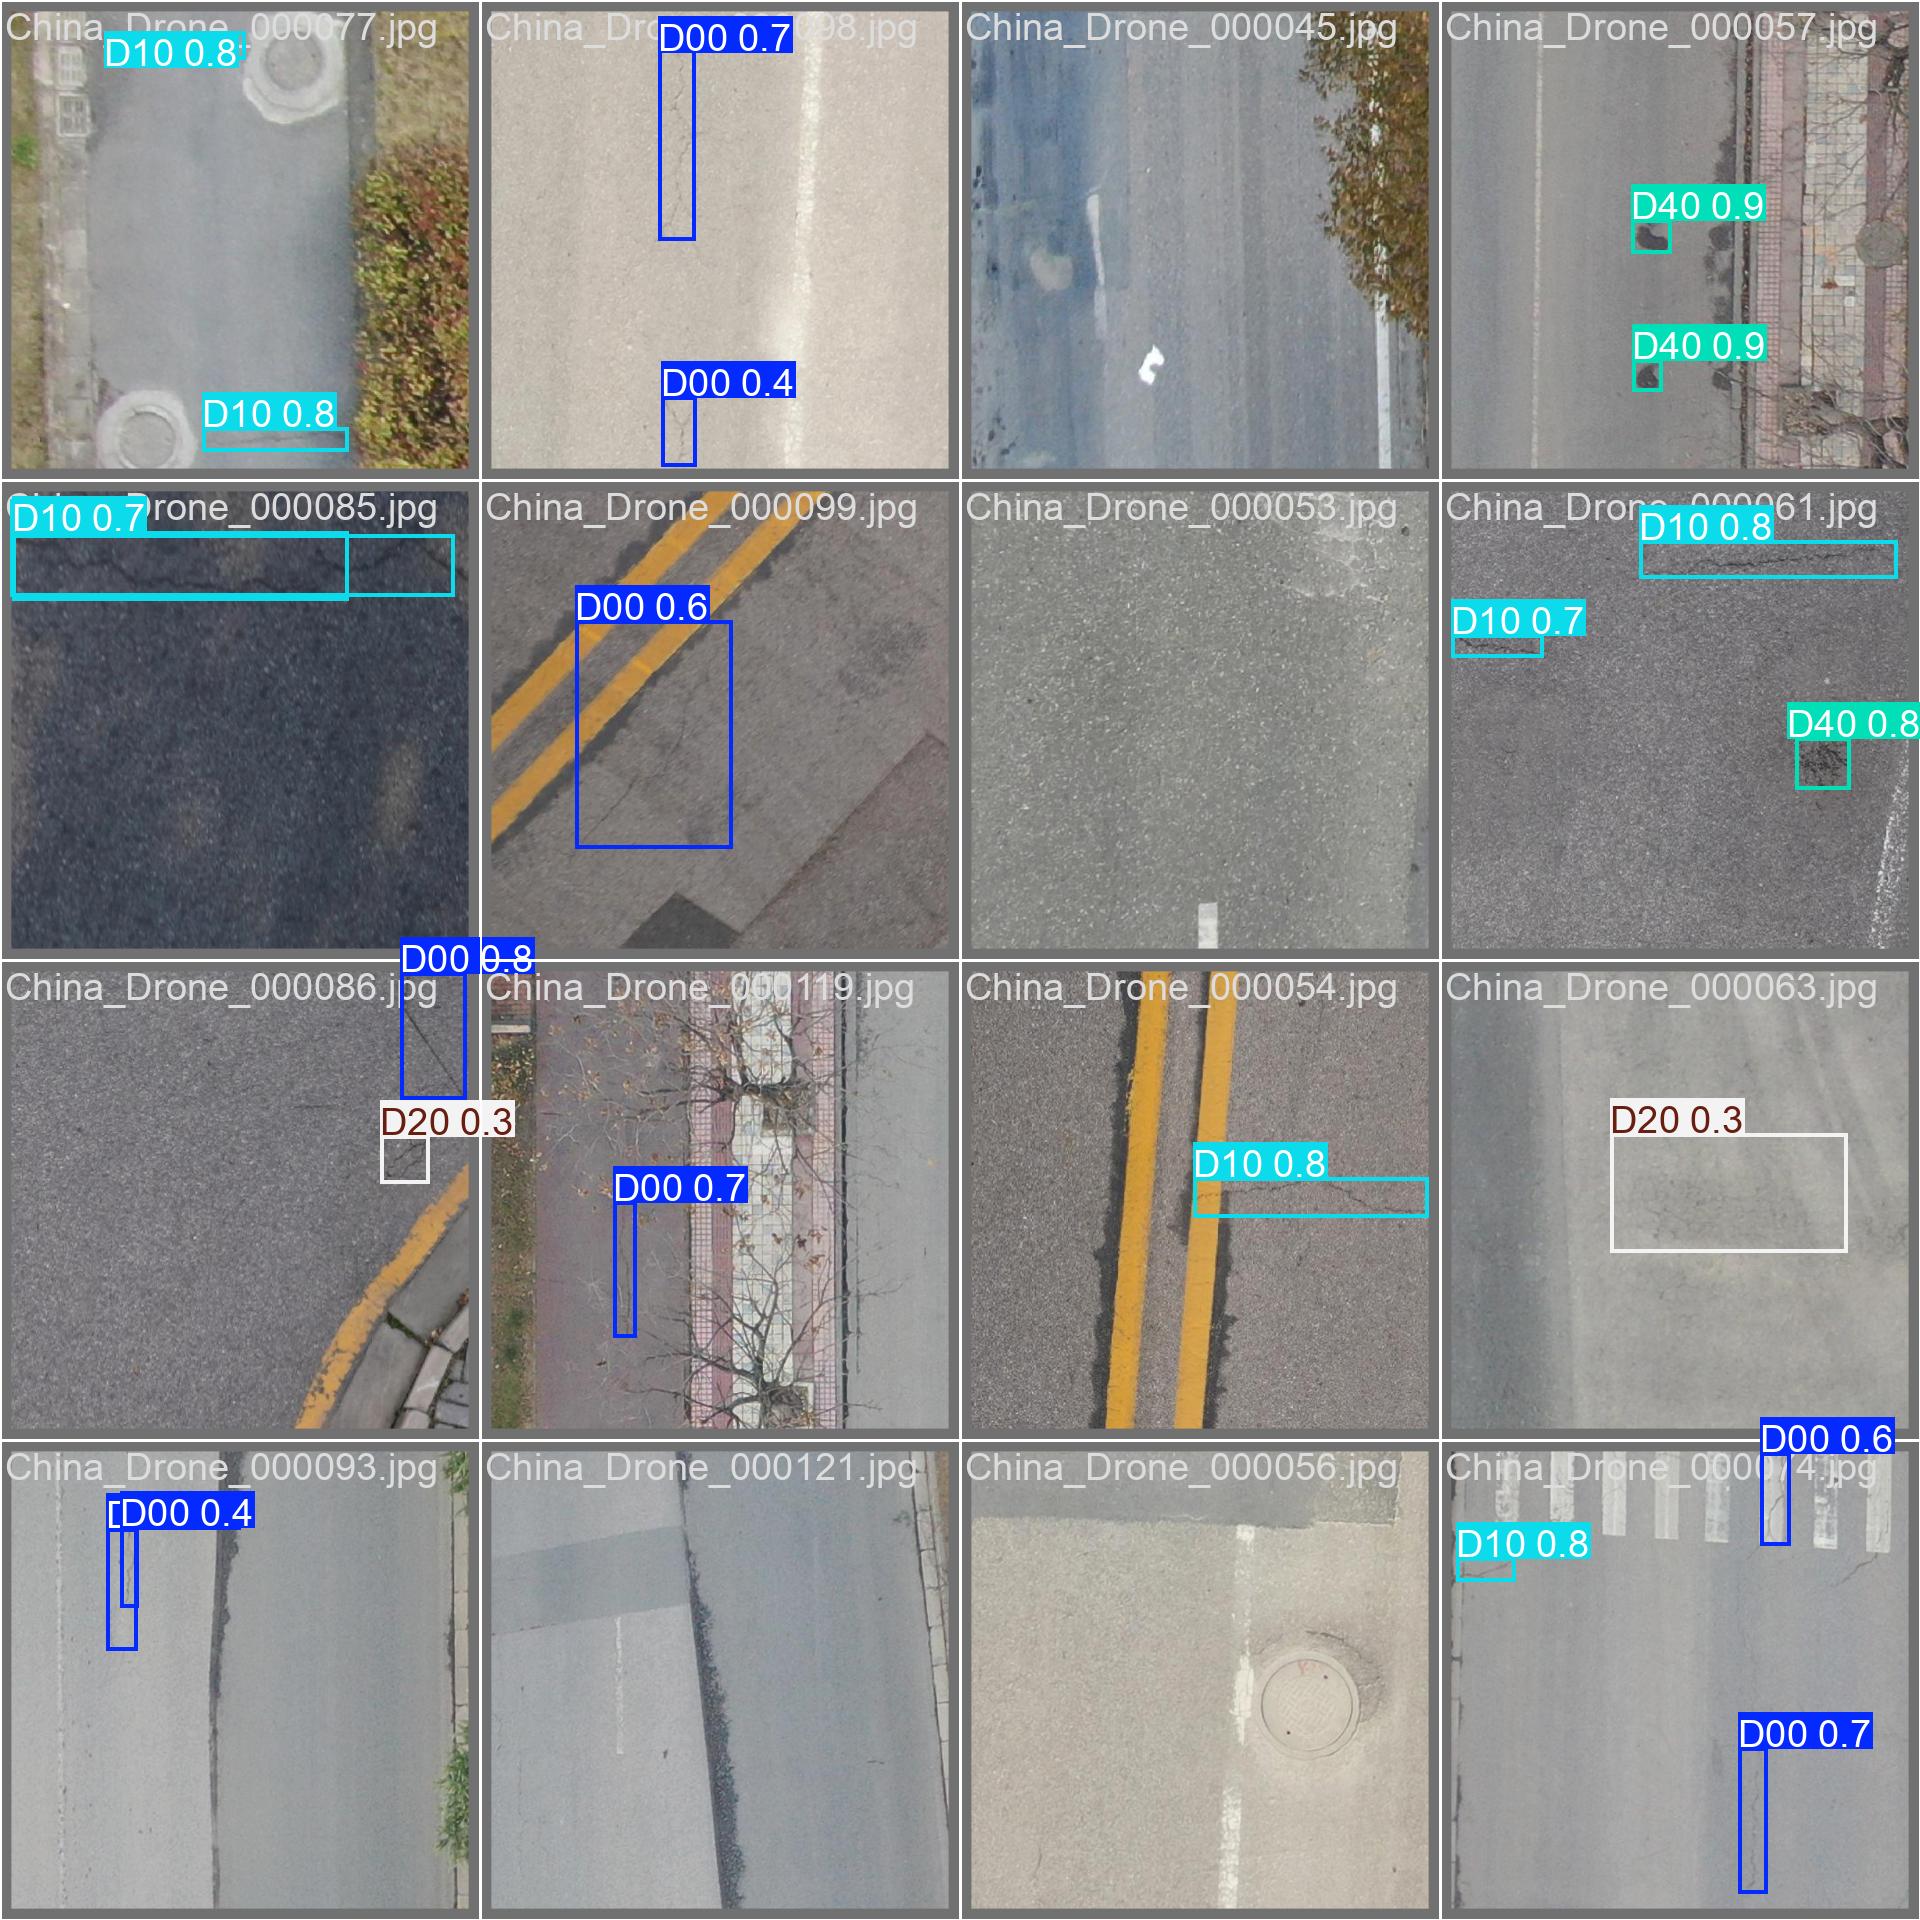 China_Drone_000077.jpg
D10 0.8
D10 0.8
D00 0.7
D00 0.4
China_Drone_000045.jpg
China_Drone_000057.jpg
D40 0.9
D40 0.9
D10 0.7
China_Drone_000099.jpg
D00 0.6
China_Drone_000053.jpg
D10 0.8
D10 0.7
D40 0.8
China_Drone_000086.jpg
D00 0.8
D20 0.3
D00 0.7
China_Drone_000054.jpg
D10 0.8
China_Drone_000063.jpg
D20 0.3
China_Drone_000093.jpg
D00 0.4
China_Drone_000121.jpg
China_Drone_000056.jpg
China_Drone_000074.jpg
D00 0.6
D10 0.8
D00 0.7